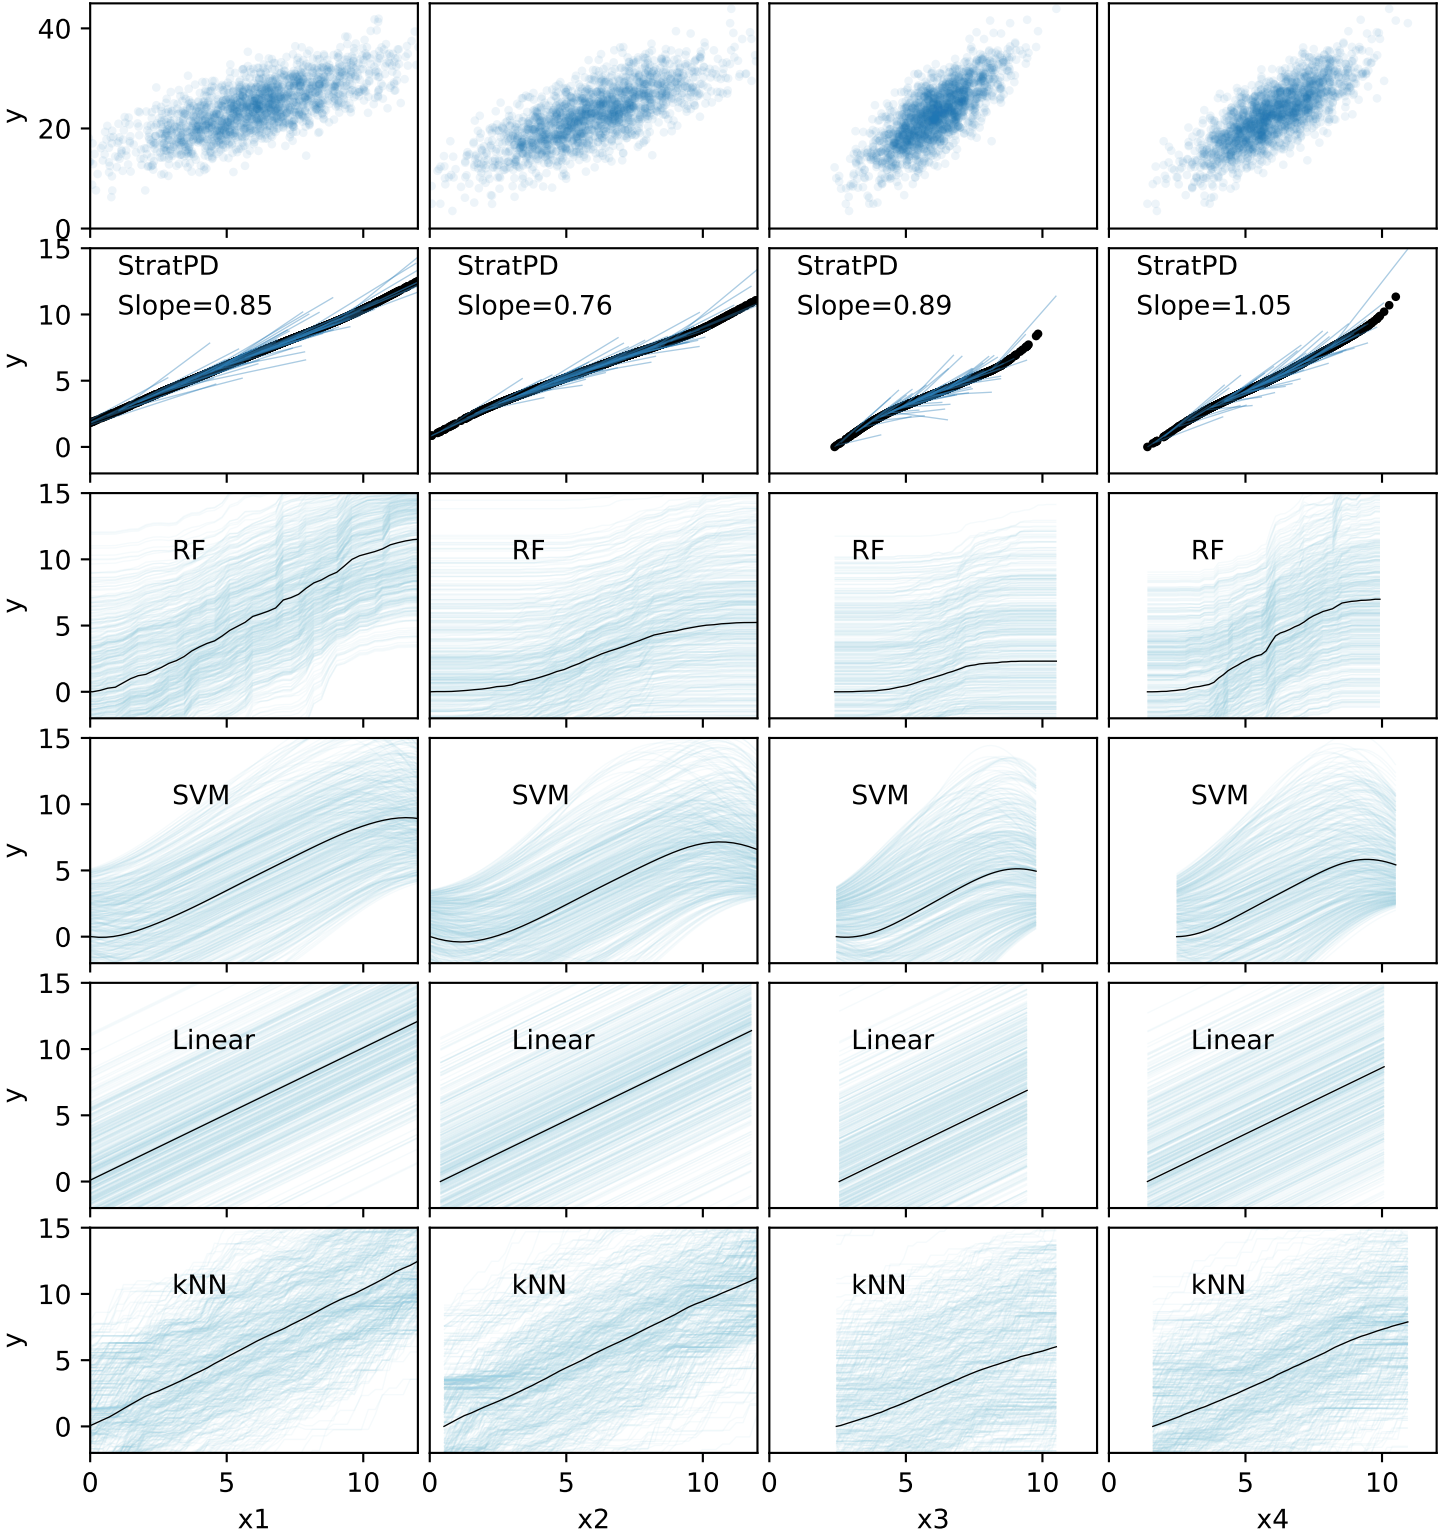 y
40
20
0
StratPD
Slope=0.85
StratPD
Slope=0.76
StratPD
Slope=0.89
StratPD
Slope=1.05
y
15
10
5
0
RF
RF
RF
RF
y
15
10
5
0
SVM
SVM
SVM
SVM
y
15
10
5
0
Linear
Linear
Linear
Linear
y
15
10
5
0
kNN
kNN
kNN
kNN
y
15
10
5
0
0 5 10
0 5 10
0 5 10
0 5 10
x1
x2
x3
x4